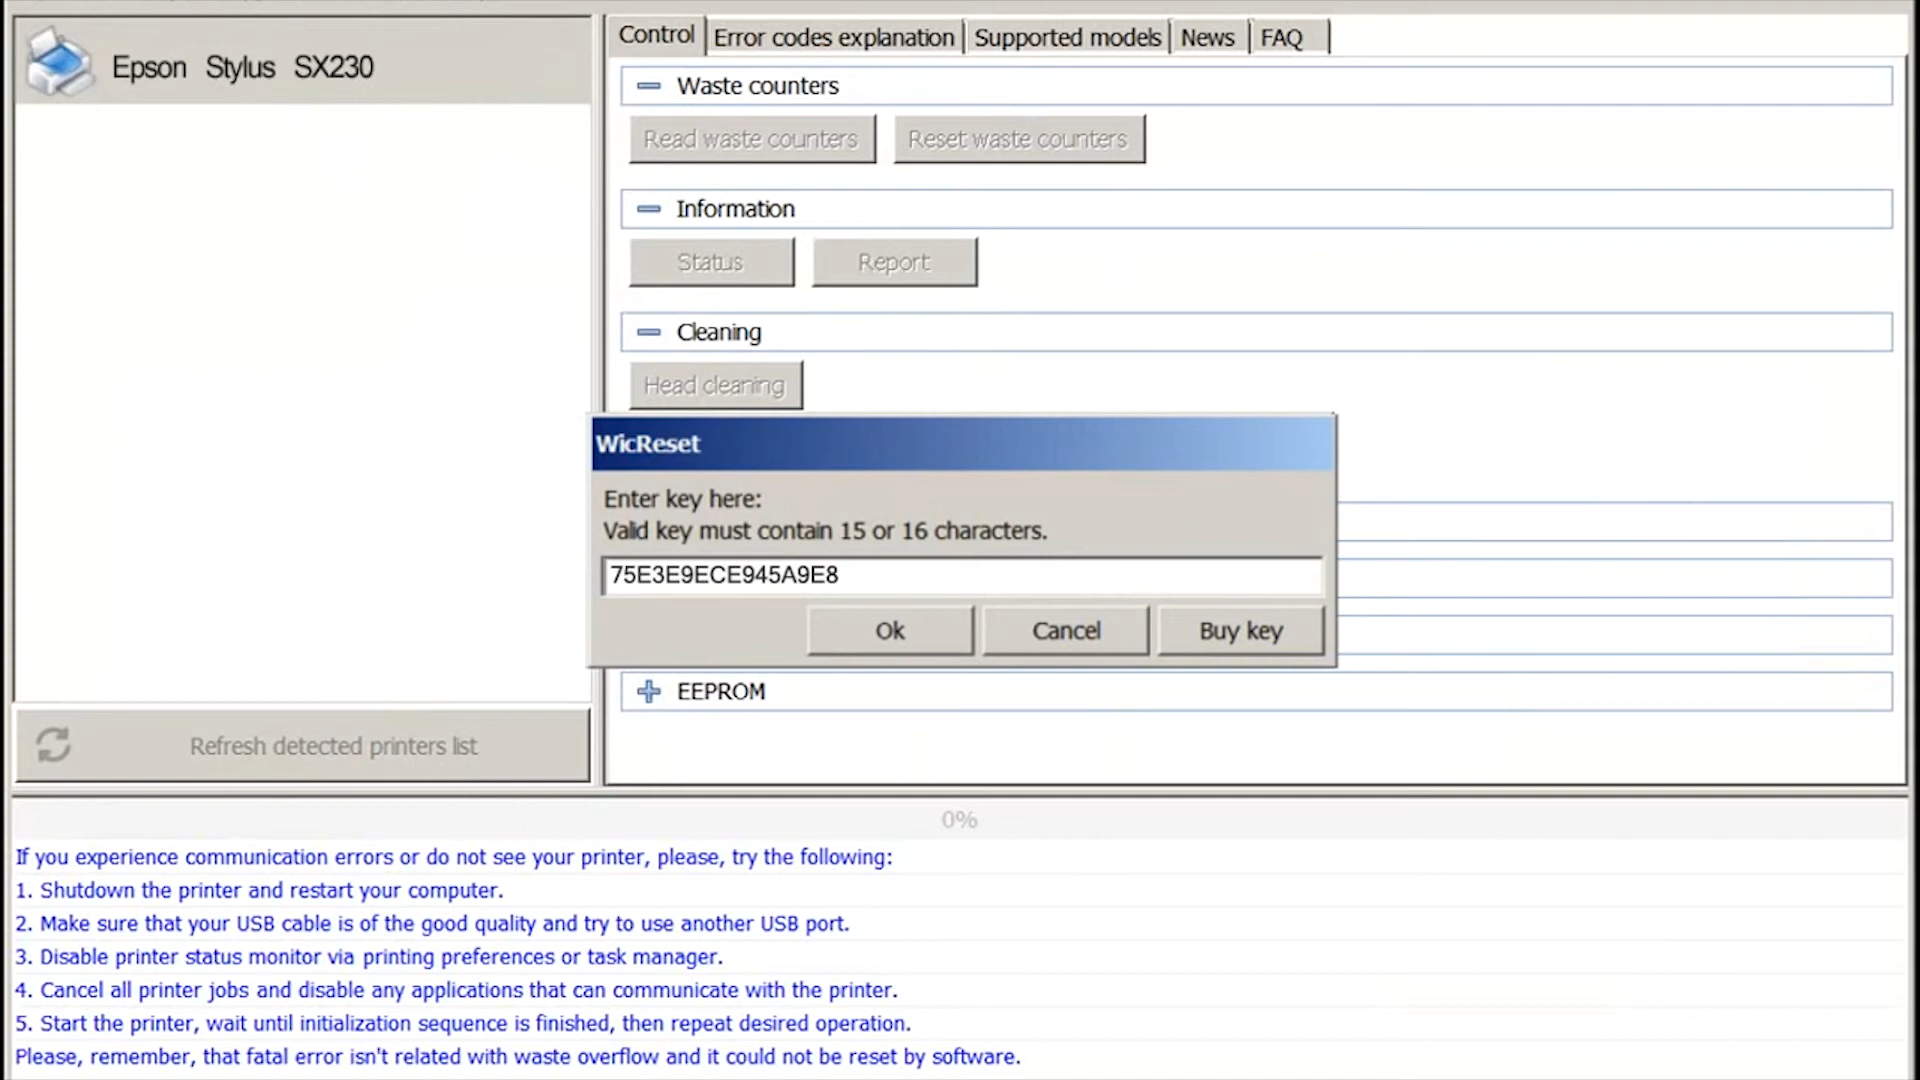 Epson Stylus SX230
Control
Error codes explanation
Supported models
News
FAQ
Waste counters
Read waste counters
Reset waste counters
Information
Status
Report
Cleaning
Head cleaning
WicReset
Enter key here:
Valid key must contain 15 or 16 characters.
75E3E9ECE945A9E8
Ok
Cancel
Buy key
EEPROM
Refresh detected printers list
0%
If you experience communication errors or do not see your printer, please, try the following:
1. Shutdown the printer and restart your computer.
2. Make sure that your USB cable is of the good quality and try to use another USB port.
3. Disable printer status monitor via printing preferences or task manager.
4. Cancel all printer jobs and disable any applications that can communicate with the printer.
5. Start the printer, wait until initialization sequence is finished, then repeat desired operation.
Please, remember, that fatal error isn't related with waste overflow and it could not be reset by software.